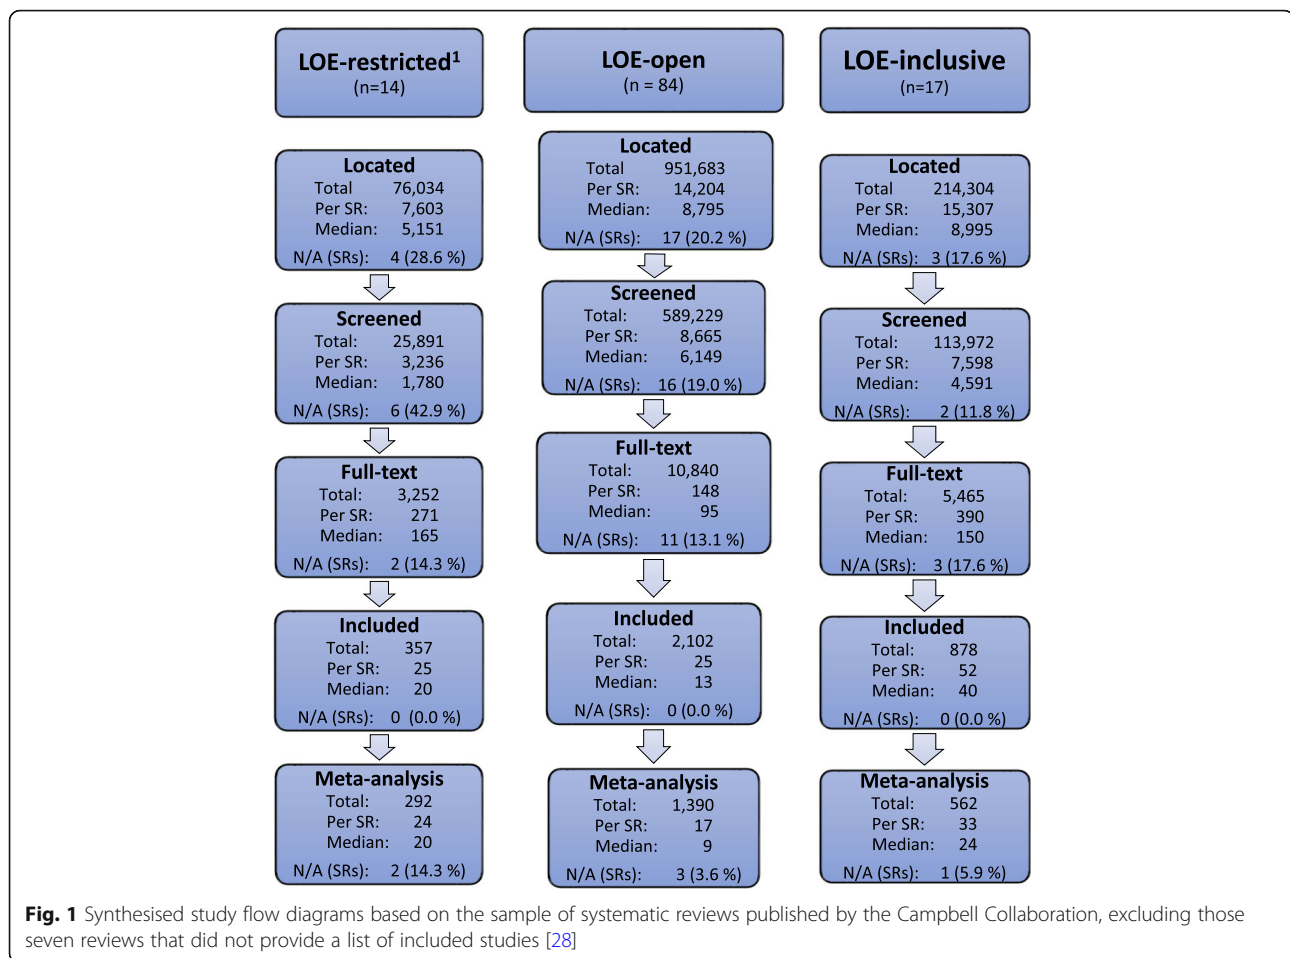 LOE-restricted1
(n=14)
Located
Total 76,034
Per SR: 7,603
Median: 5,151
N/A (SRs): 4 (28.6 %)
Screened
Total: 25,891
Per SR: 3,236
Median: 1,780
N/A (SRs): 6 (42.9 %)
Full-text
Total: 3,252
Per SR: 271
Median: 165
N/A (SRs): 2 (14.3 %)
Included
Total: 357
Per SR: 25
Median: 20
N/A (SRs): 0 (0.0 %)
Meta-analysis
Total: 292
Per SR: 24
Median: 20
N/A (SRs): 2 (14.3 %)
LOE-open
(n = 84)
Located
Total 951,683
Per SR: 14,204
Median: 8,795
N/A (SRs): 17 (20.2 %)
Screened
Total: 589,229
Per SR: 8,665
Median: 6,149
N/A (SRs): 16 (19.0 %)
Full-text
Total: 10,840
Per SR: 148
Median: 95
N/A (SRs): 11 (13.1 %)
Included
Total: 2,102
Per SR: 25
Median: 13
N/A (SRs): 0 (0.0 %)
Meta-analysis
Total: 1,390
Per SR: 17
Median: 9
N/A (SRs): 3 (3.6 %)
LOE-inclusive
(n=17)
Located
Total 214,304
Per SR: 15,307
Median: 8,995
N/A (SRs): 3 (17.6 %)
Screened
Total: 113,972
Per SR: 7,598
Median: 4,591
N/A (SRs): 2 (11.8 %)
Full-text
Total: 5,465
Per SR: 390
Median: 150
N/A (SRs): 3 (17.6 %)
Included
Total: 878
Per SR: 52
Median: 40
N/A (SRs): 0 (0.0 %)
Meta-analysis
Total: 562
Per SR: 33
Median: 24
N/A (SRs): 1 (5.9 %)
Fig. 1 Synthesised study flow diagrams based on the sample of systematic reviews published by the Campbell Collaboration, excluding those
seven reviews that did not provide a list of included studies [28]